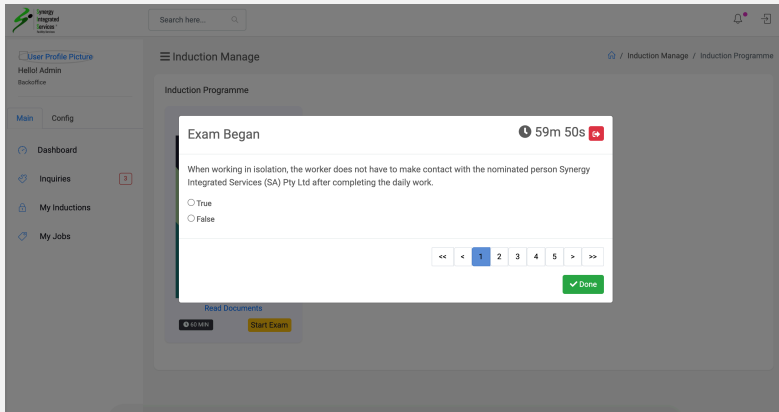 Synergy
Integrated
Services
Search here...
User Profile Picture
Hello! Admin
Backoffice
Main
Config
Dashboard
Inquiries
3
My Inductions
My Jobs
Induction Manage
/ Induction Manage / Induction Programme
Induction Programme
Exam Began
59m 50s
When working in isolation, the worker does not have to make contact with the nominated person Synergy
Integrated Services (SA) Pty Ltd after completing the daily work.
True
False
<< < 1 2 3 4 5 > >>
Done
Read Documents
60 MIN
Start Exam